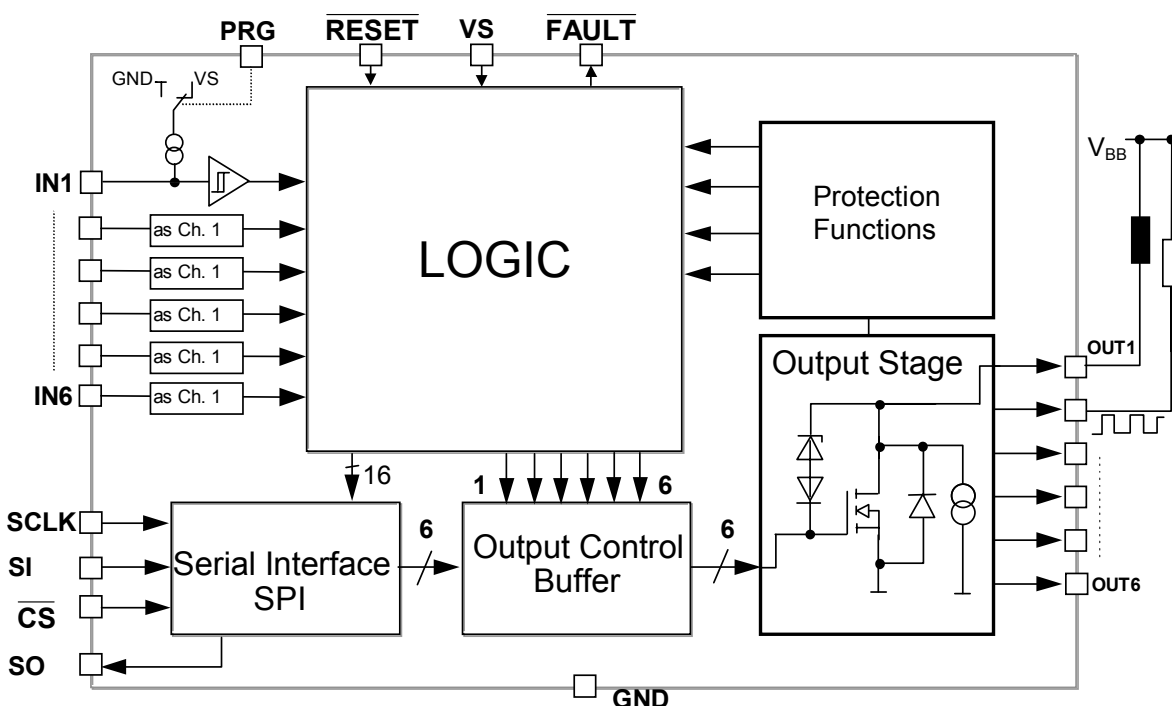 PRG RESET VS FAULT
GND VS
VBB
IN1
as Ch. 1
as Ch. 1
as Ch. 1
as Ch. 1
as Ch. 1
IN6
LOGIC
Protection
Functions
Output Stage
OUT1
OUT6
16
1 6
SCLK
SI
CS
SO
Serial Interface
SPI
6
Output Control
Buffer
6
GND